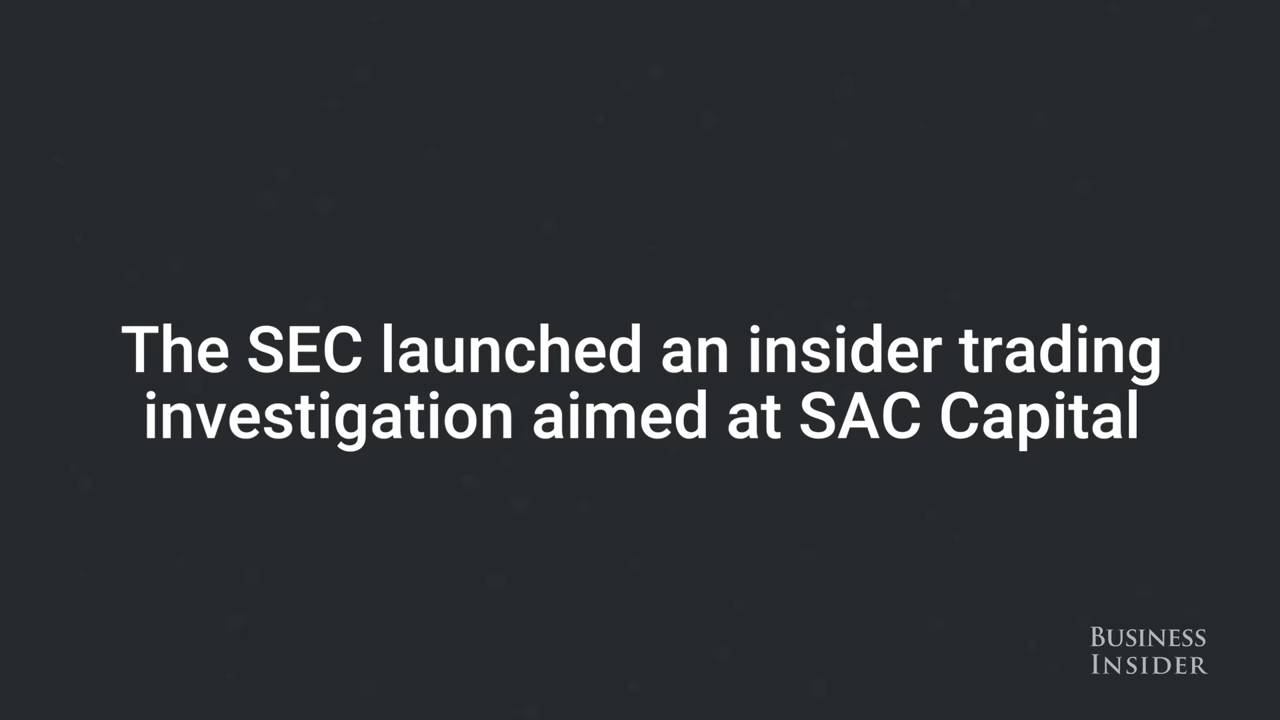 The SEC launched an insider trading
investigation aimed at SAC Capital
BUSINESS
INSIDER